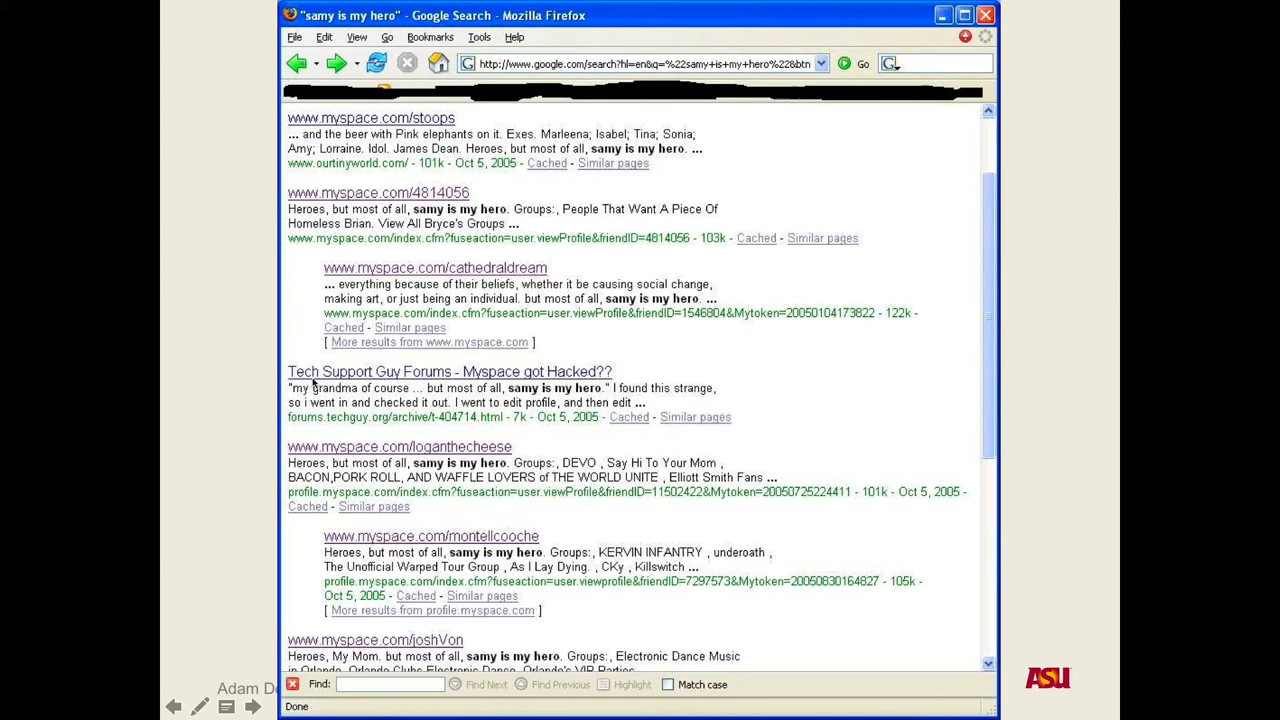 "samy is my hero" - Google Search - Mozilla Firefox
File Edit View Go Bookmarks Tools Help
http://www.google.com/search?hl=en&q=%22samy+is+my+hero%22&btn Go
www.myspace.com/stoops
... and the beer with Pink elephants on it. Exes. Marleena; Isabel; Tina; Sonia;
Amy; Lorraine. Idol. James Dean. Heroes, but most of all, samy is my hero. ...
www.ourtinyworld.com/ - 101k - Oct 5, 2005 - Cached - Similar pages
www.myspace.com/4814056
Heroes, but most of all, samy is my hero. Groups:, People That Want A Piece Of
Homeless Brian. View All Bryce's Groups ...
www.myspace.com/index.cfm?fuseaction=user.viewProfile&friendID=4814056 - 103k - Cached - Similar pages
www.myspace.com/cathedraldream
... everything because of their beliefs, whether it be causing social change,
making art, or just being an individual. but most of all, samy is my hero. ...
www.myspace.com/index.cfm?fuseaction=user.viewProfile&friendID=1546804&Mytoken=20050104173822 - 122k -
Cached - Similar pages
[ More results from www.myspace.com ]
Tech Support Guy Forums - Myspace got Hacked??
"my grandma of course ... but most of all, samy is my hero." I found this strange,
so i went in and checked it out. I went to edit profile, and then edit ...
forums.techguy.org/archive/t-404714.html - 7k - Oct 5, 2005 - Cached - Similar pages
www.myspace.com/loganthecheese
Heroes, but most of all, samy is my hero. Groups:, DEVO , Say Hi To Your Mom ,
BACON,PORK ROLL, AND WAFFLE LOVERS of THE WORLD UNITE , Elliott Smith Fans ...
profile.myspace.com/index.cfm?fuseaction=user.viewProfile&friendID=11502422&Mytoken=20050725224411 - 101k - Oct 5, 2005 -
Cached - Similar pages
www.myspace.com/montellcooche
Heroes, but most of all, samy is my hero. Groups:, KERVIN INFANTRY , underoath ,
The Unofficial Warped Tour Group , As I Lay Dying. , CKy , Killswitch ...
profile.myspace.com/index.cfm?fuseaction=user.viewprofile&friendID=7297573&Mytoken=20050830164827 - 105k -
Oct 5, 2005 - Cached - Similar pages
[ More results from profile.myspace.com ]
www.myspace.com/joshVon
Heroes, My Mom. but most of all, samy is my hero. Groups:, Electronic Dance Music
in Orlando, Orlando Clubs Electronic Dance, Orlando's VIP Parties
Find: Find Next Find Previous Highlight Match case
Adam
ASU
Done